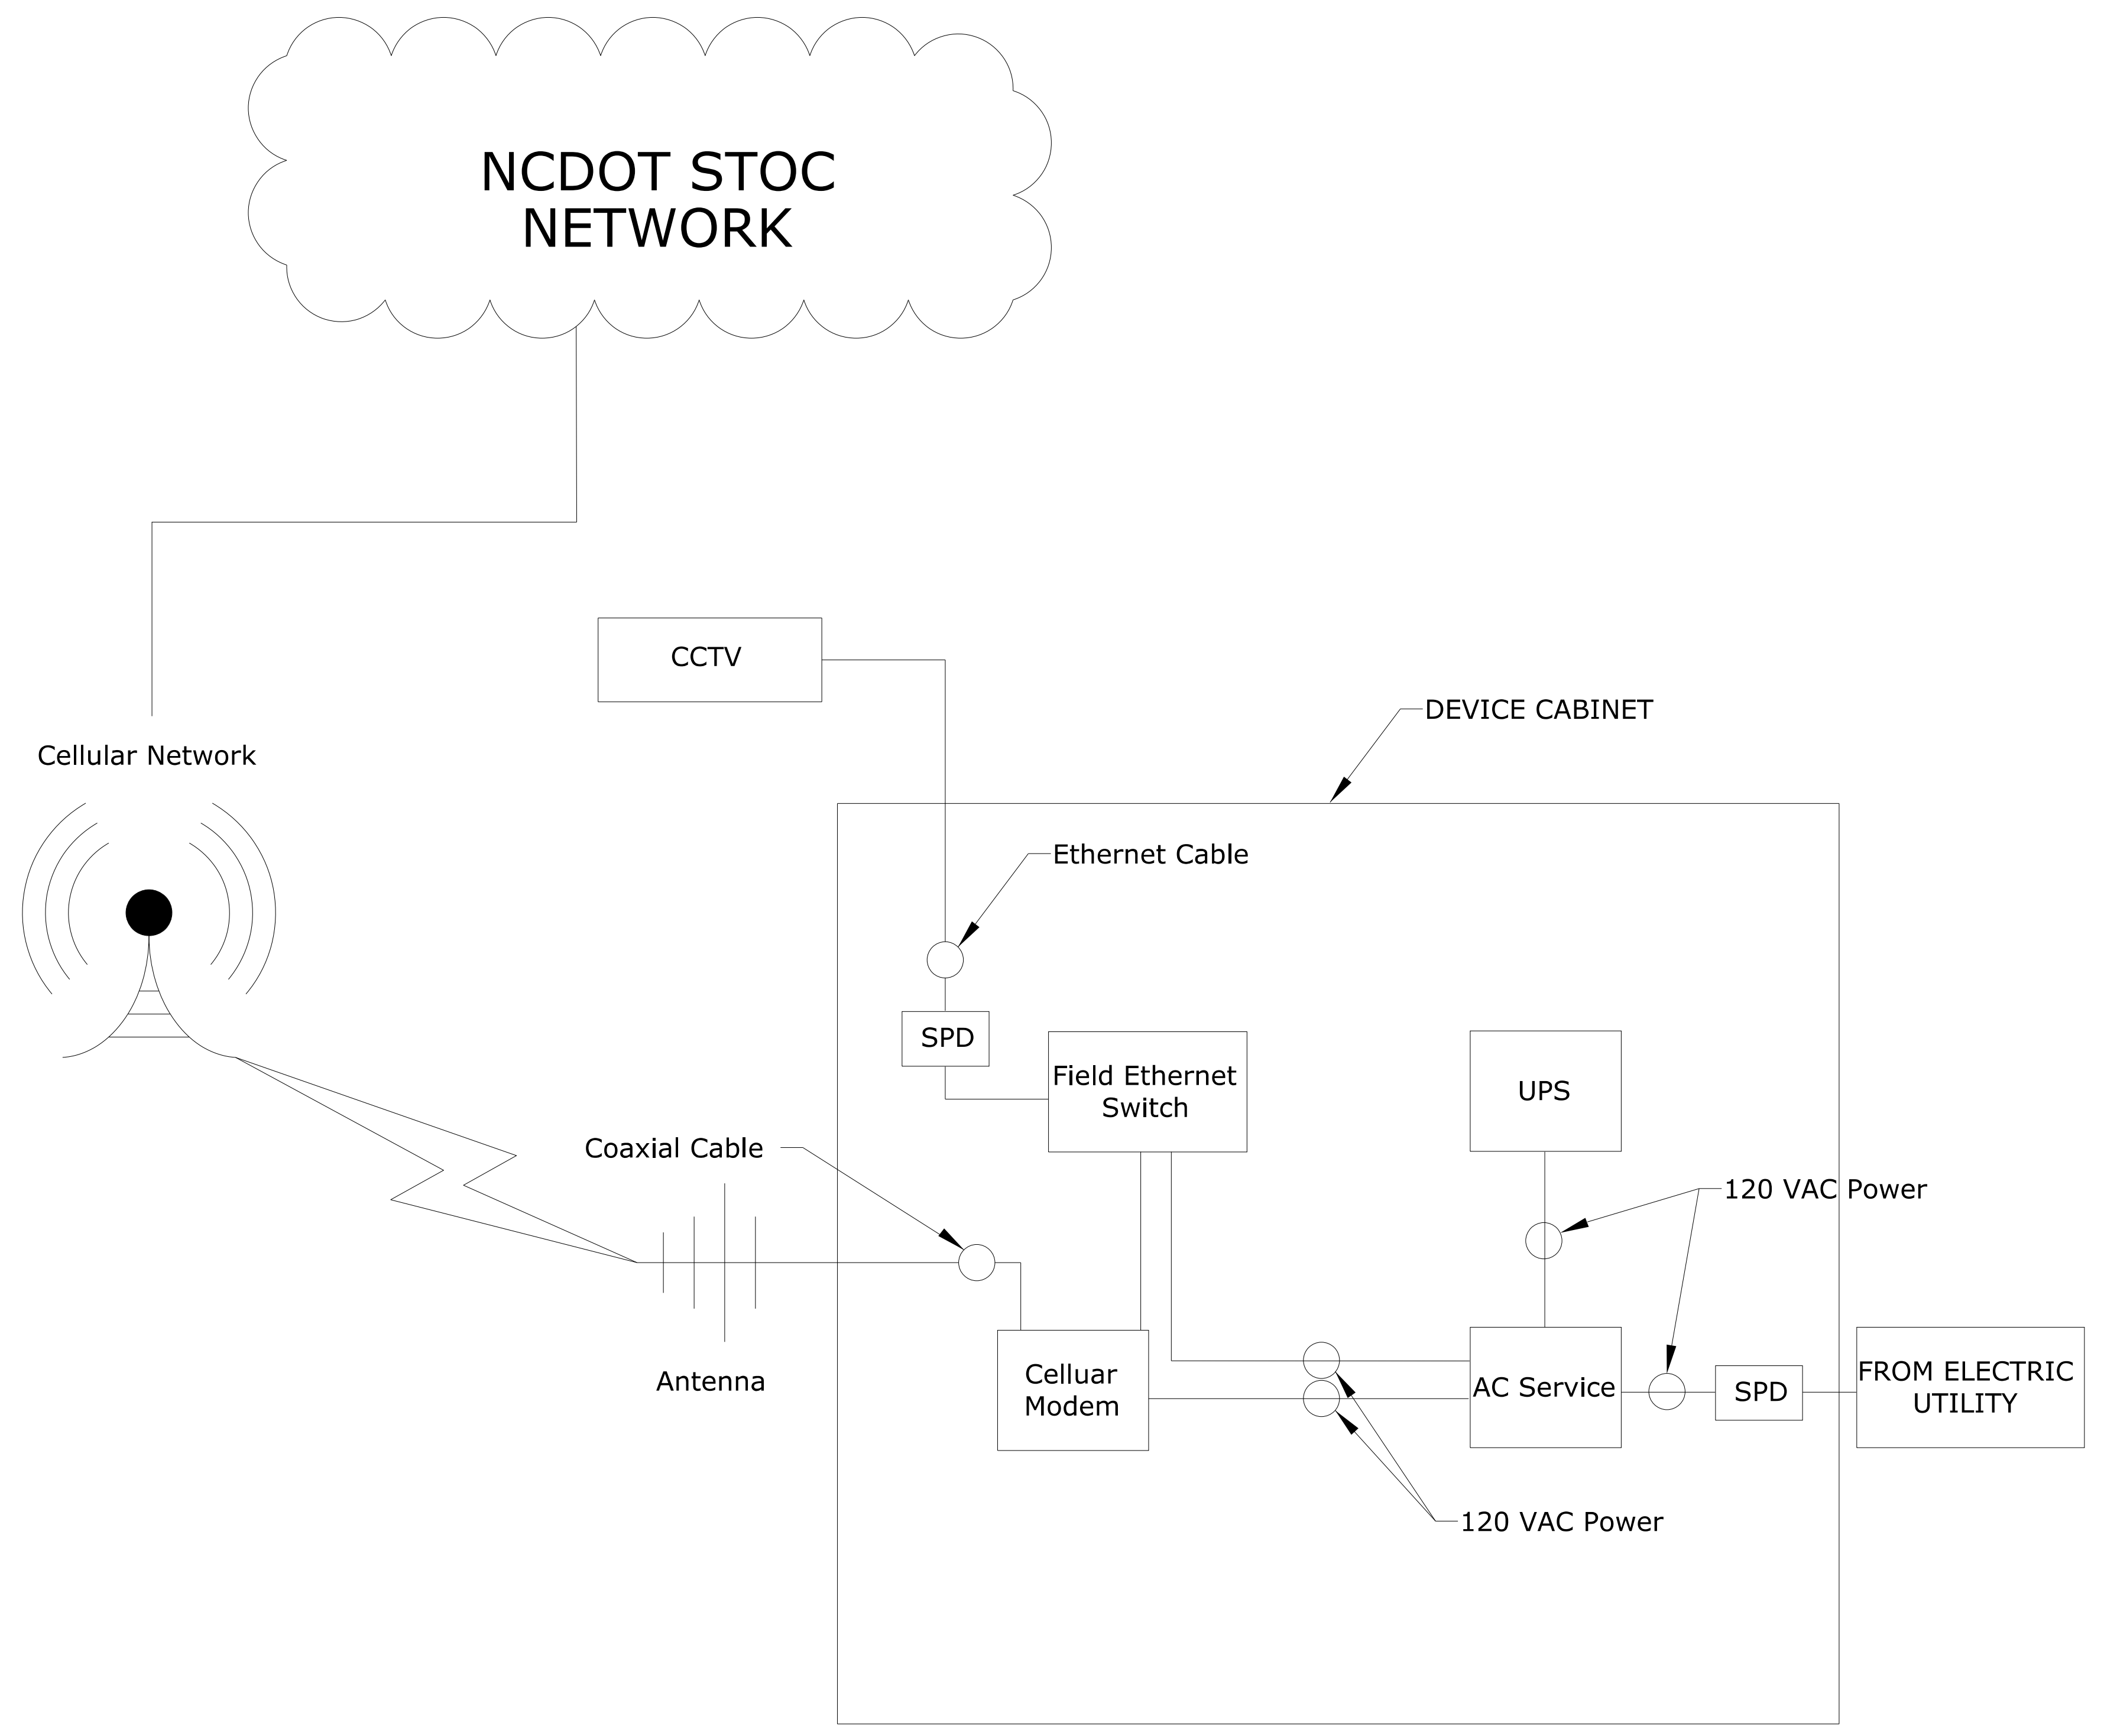 NCDOT STOC
NETWORK
CCTV
DEVICE CABINET
Cellular Network
Ethernet Cable
SPD
Field Ethernet
Switch
UPS
Coaxial Cable
120 VAC Power
Antenna
Celluar
Modem
AC Service
SPD
FROM ELECTRIC
UTILITY
120 VAC Power